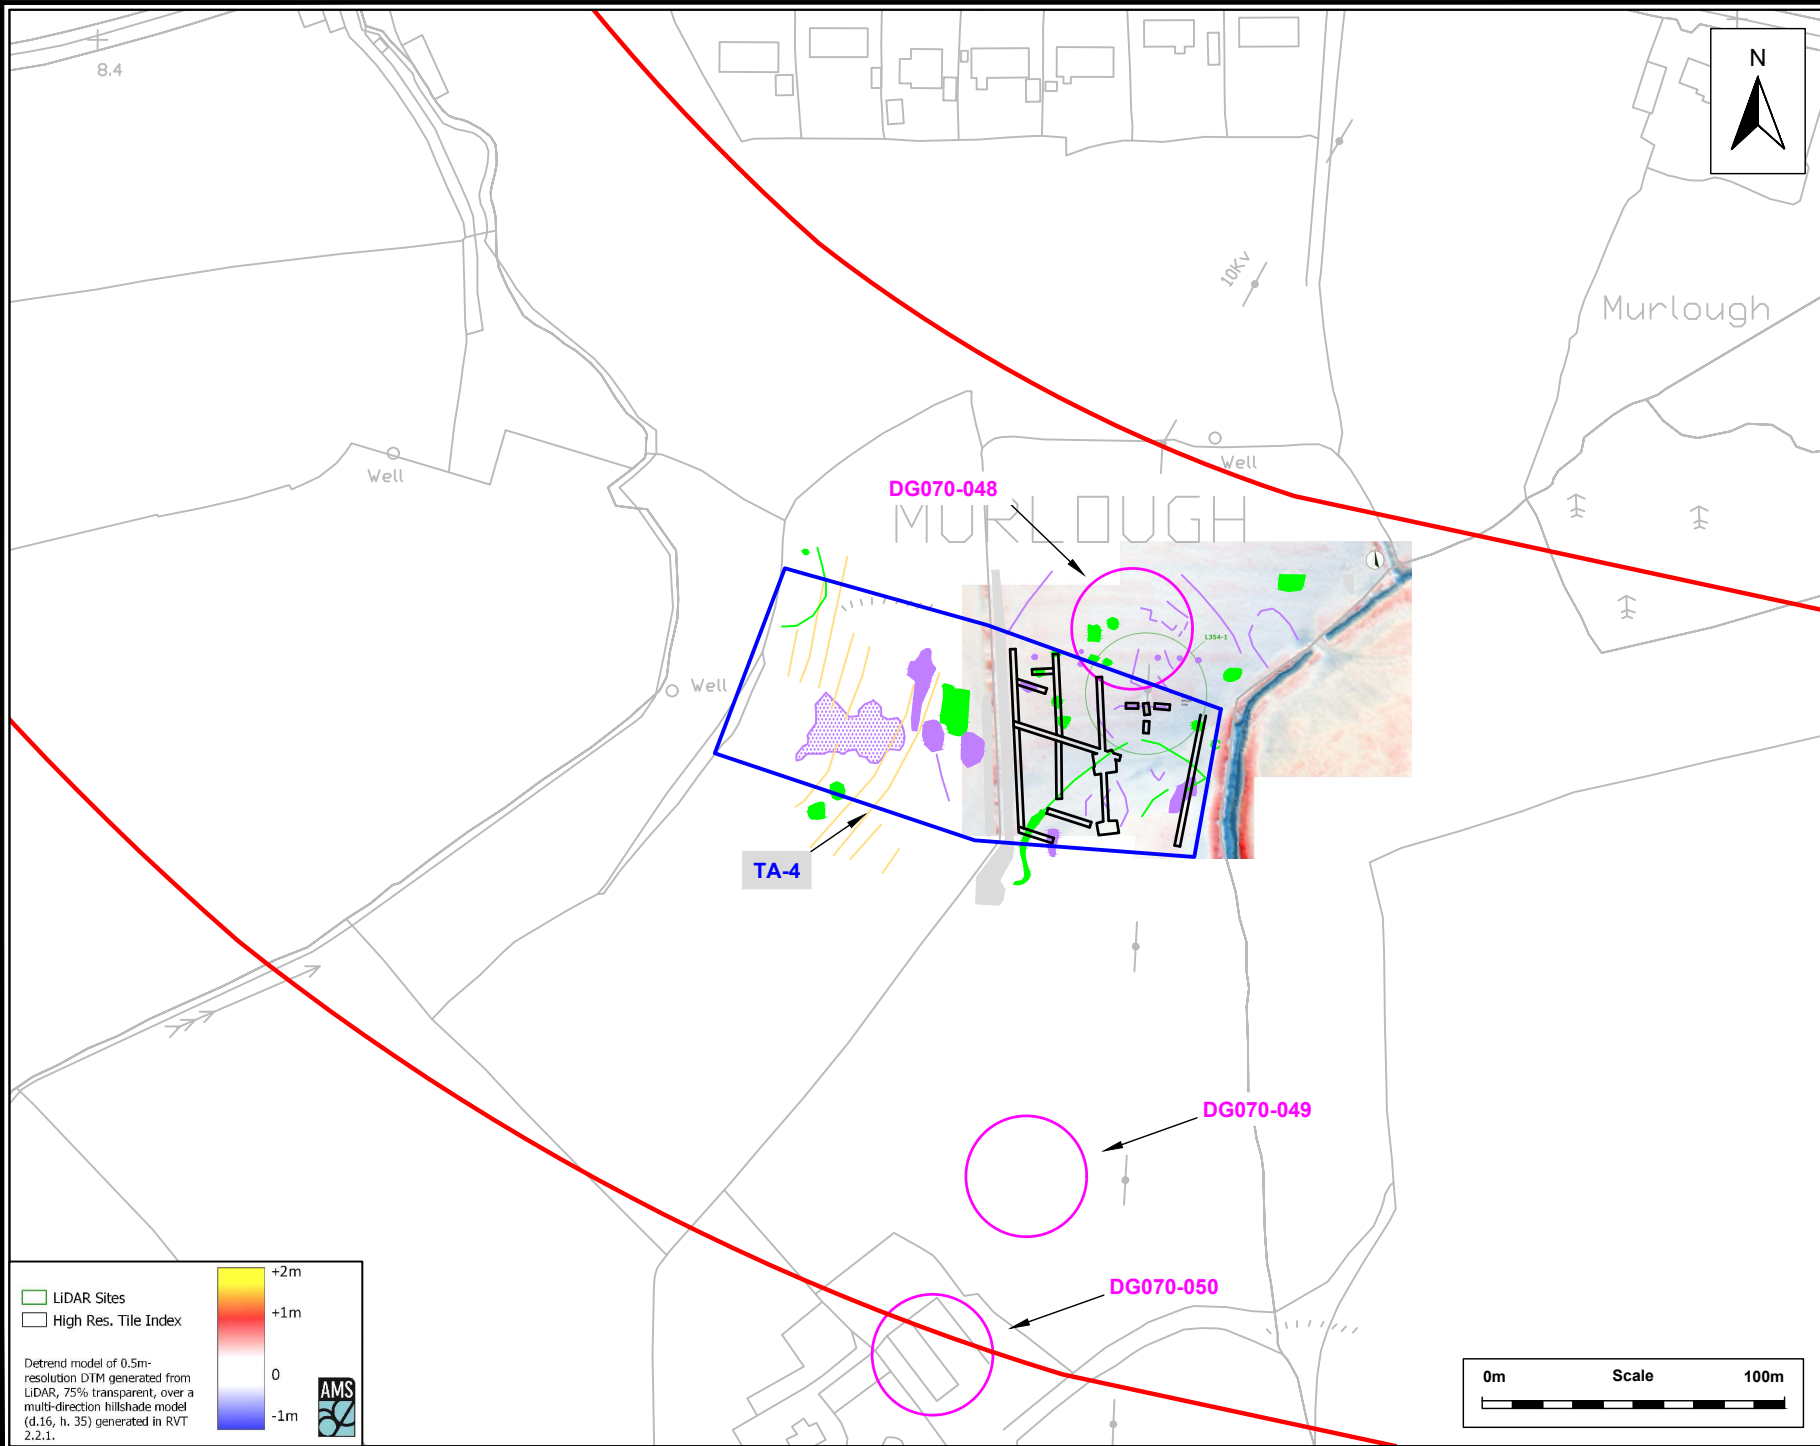 8.4
N
10Kv
Murlough
Well
Well
DG070-048
MURLOUGH
L354-1
Well
TA-4
DG070-049
DG070-050
LiDAR Sites
High Res. Tile Index
Detrend model of 0.5m-
resolution DTM generated from
LiDAR, 75% transparent, over a
multi-direction hillshade model
(d.16, h. 35) generated in RVT
2.2.1.
+2m
+1m
0
-1m
AMS
0m Scale 100m